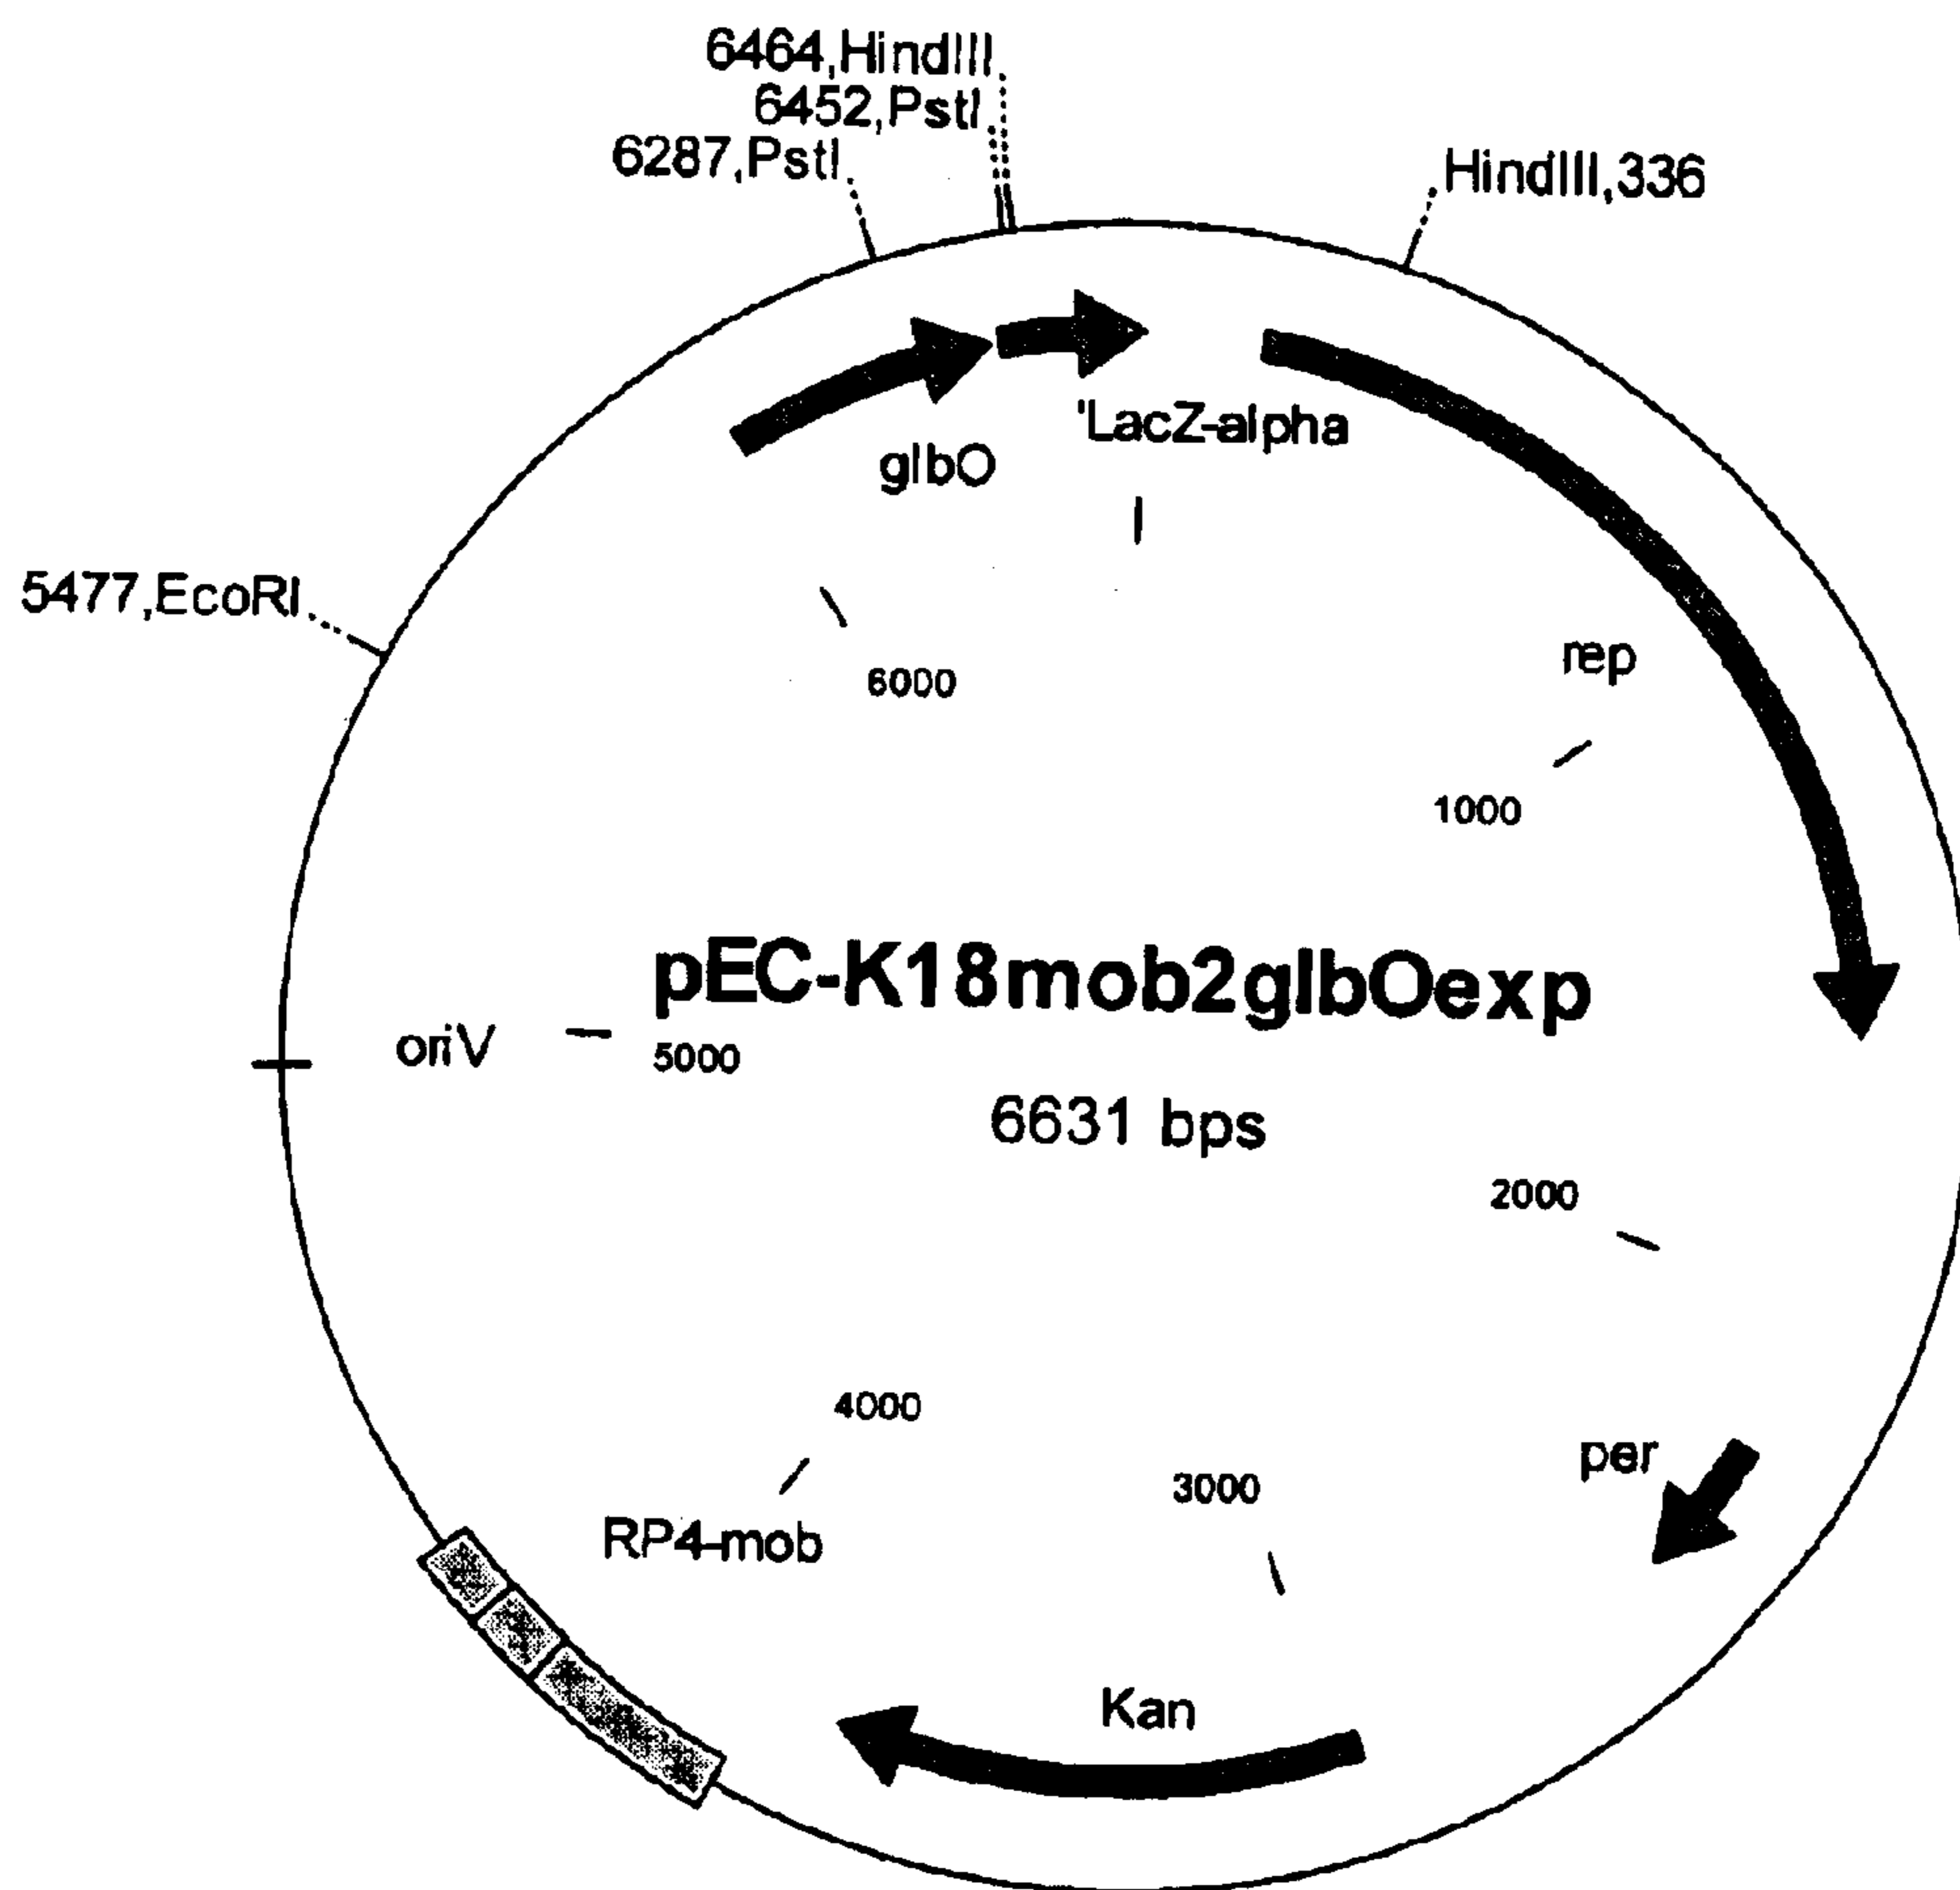 6464,HindIII
6452,PstI
6287,PstI
HindIII,336
'LacZ-alpha
glbO
5477,EcoRI
rep
6000
1000
pEC-K18mob2glbOexp
oriV
5000
6631 bps
2000
4000
per
3000
RP4-mob
Kan